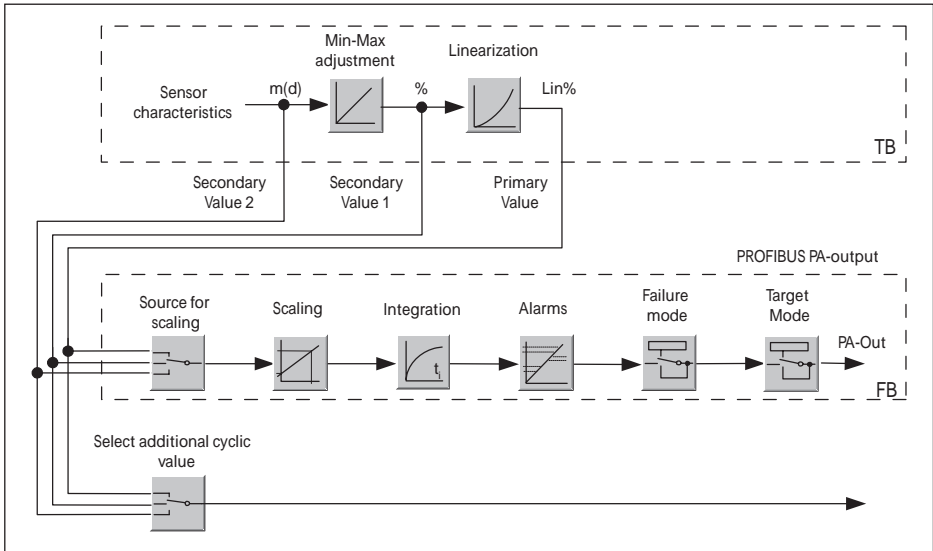 Min-Max
adjustment
Linearization
Sensor
characteristics
m(d)
%
Lin%
TB
Secondary
Value 2
Secondary
Value 1
Primary
Value
PROFIBUS PA-output
Source for
scaling
Scaling
Integration
Alarms
Failure
mode
Target
Mode
ti
PA-Out
FB
Select additional cyclic
value